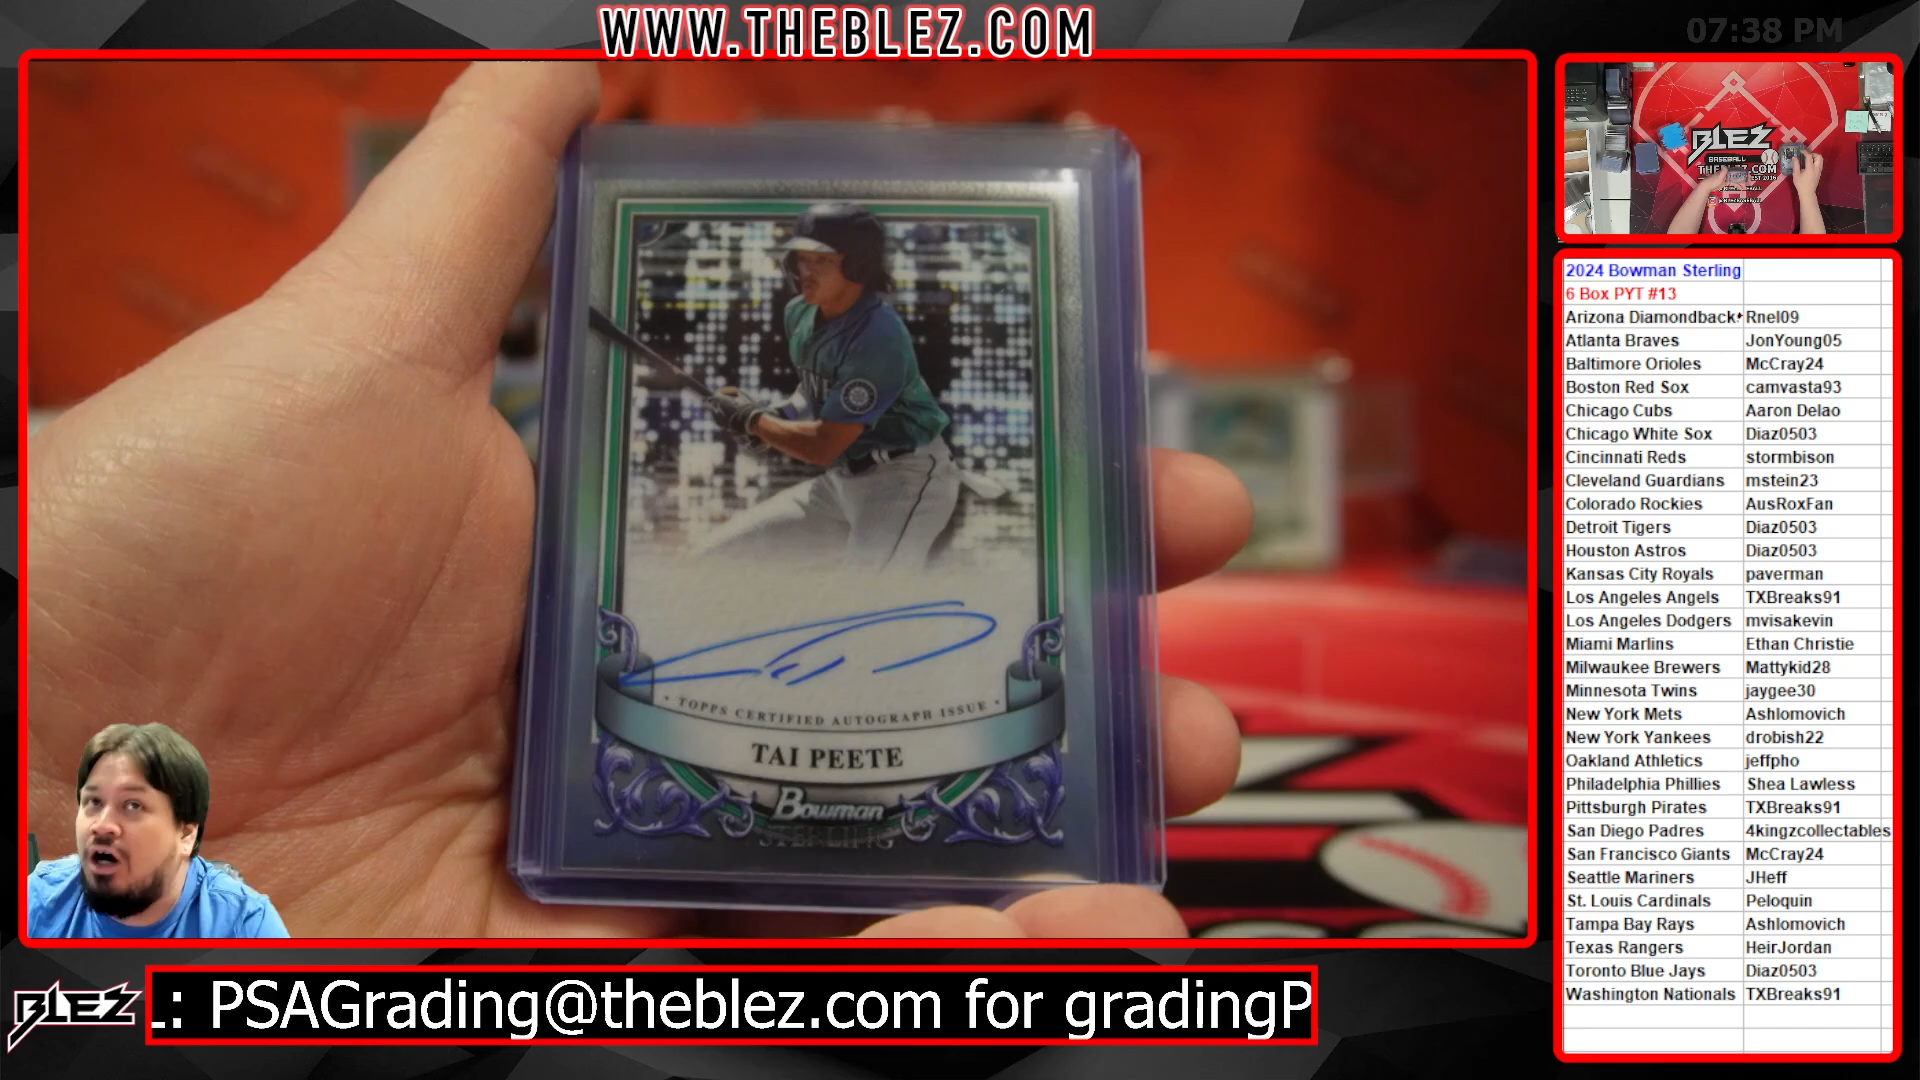 WWW.THEBLEZ.COM
07:38 PM
TOPPS CERTIFIED AUTOGRAPH ISSUE
TAI PEETE
Bowman
STERLING
BLEZ
BASEBALL
THEBLEZ.COM
2024 Bowman Sterling
6 Box PYT #13
Arizona Diamondback Rnel09
Atlanta Braves JonYoung05
Baltimore Orioles McCray24
Boston Red Sox camvasta93
Chicago Cubs Aaron Delao
Chicago White Sox Diaz0503
Cincinnati Reds stormbison
Cleveland Guardians mstein23
Colorado Rockies AusRoxFan
Detroit Tigers Diaz0503
Houston Astros Diaz0503
Kansas City Royals paverman
Los Angeles Angels TXBreaks91
Los Angeles Dodgers mvisakevin
Miami Marlins Ethan Christie
Milwaukee Brewers Mattykid28
Minnesota Twins jaygee30
New York Mets Ashlomovich
New York Yankees drobish22
Oakland Athletics jeffpho
Philadelphia Phillies Shea Lawless
Pittsburgh Pirates TXBreaks91
San Diego Padres 4kingzcollectables
San Francisco Giants McCray24
Seattle Mariners JHeff
St. Louis Cardinals Peloquin
Tampa Bay Rays Ashlomovich
Texas Rangers HeirJordan
Toronto Blue Jays Diaz0503
Washington Nationals TXBreaks91
BLEZ
: PSAGrading@theblez.com for gradingP